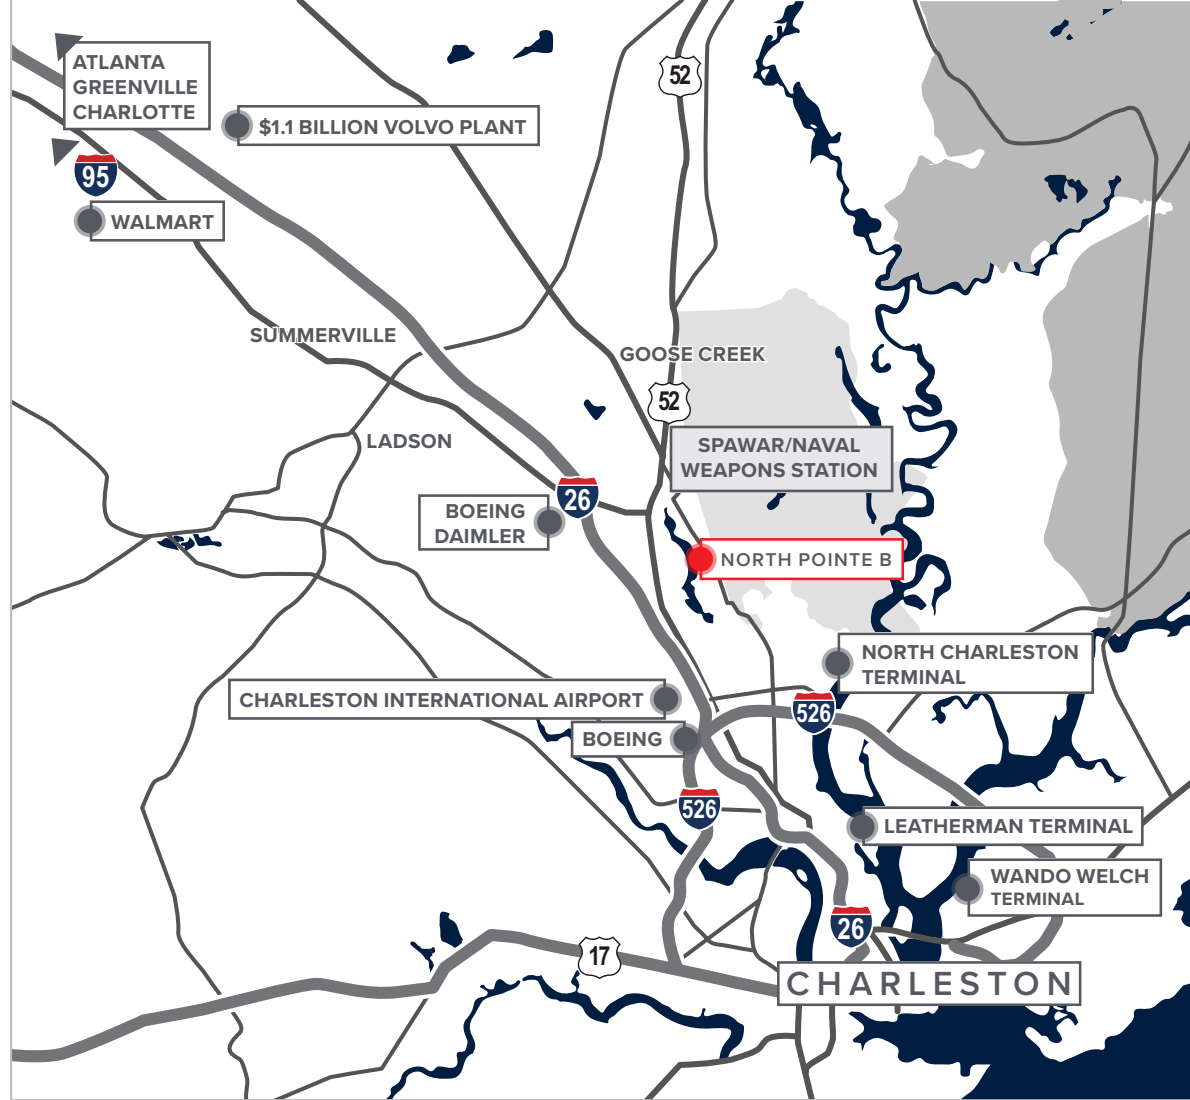 52
ATLANTA
GREENVILLE
CHARLOTTE
$1.1 BILLION VOLVO PLANT
95
WALMART
SUMMERVILLE
GOOSE CREEK
52
LADSON
SPAWAR/NAVAL
WEAPONS STATION
26
BOEING
DAIMLER
NORTH POINTE B
NORTH CHARLESTON
TERMINAL
CHARLESTON INTERNATIONAL AIRPORT
526
BOEING
526
LEATHERMAN TERMINAL
WANDO WELCH
TERMINAL
26
17
CHARLESTON